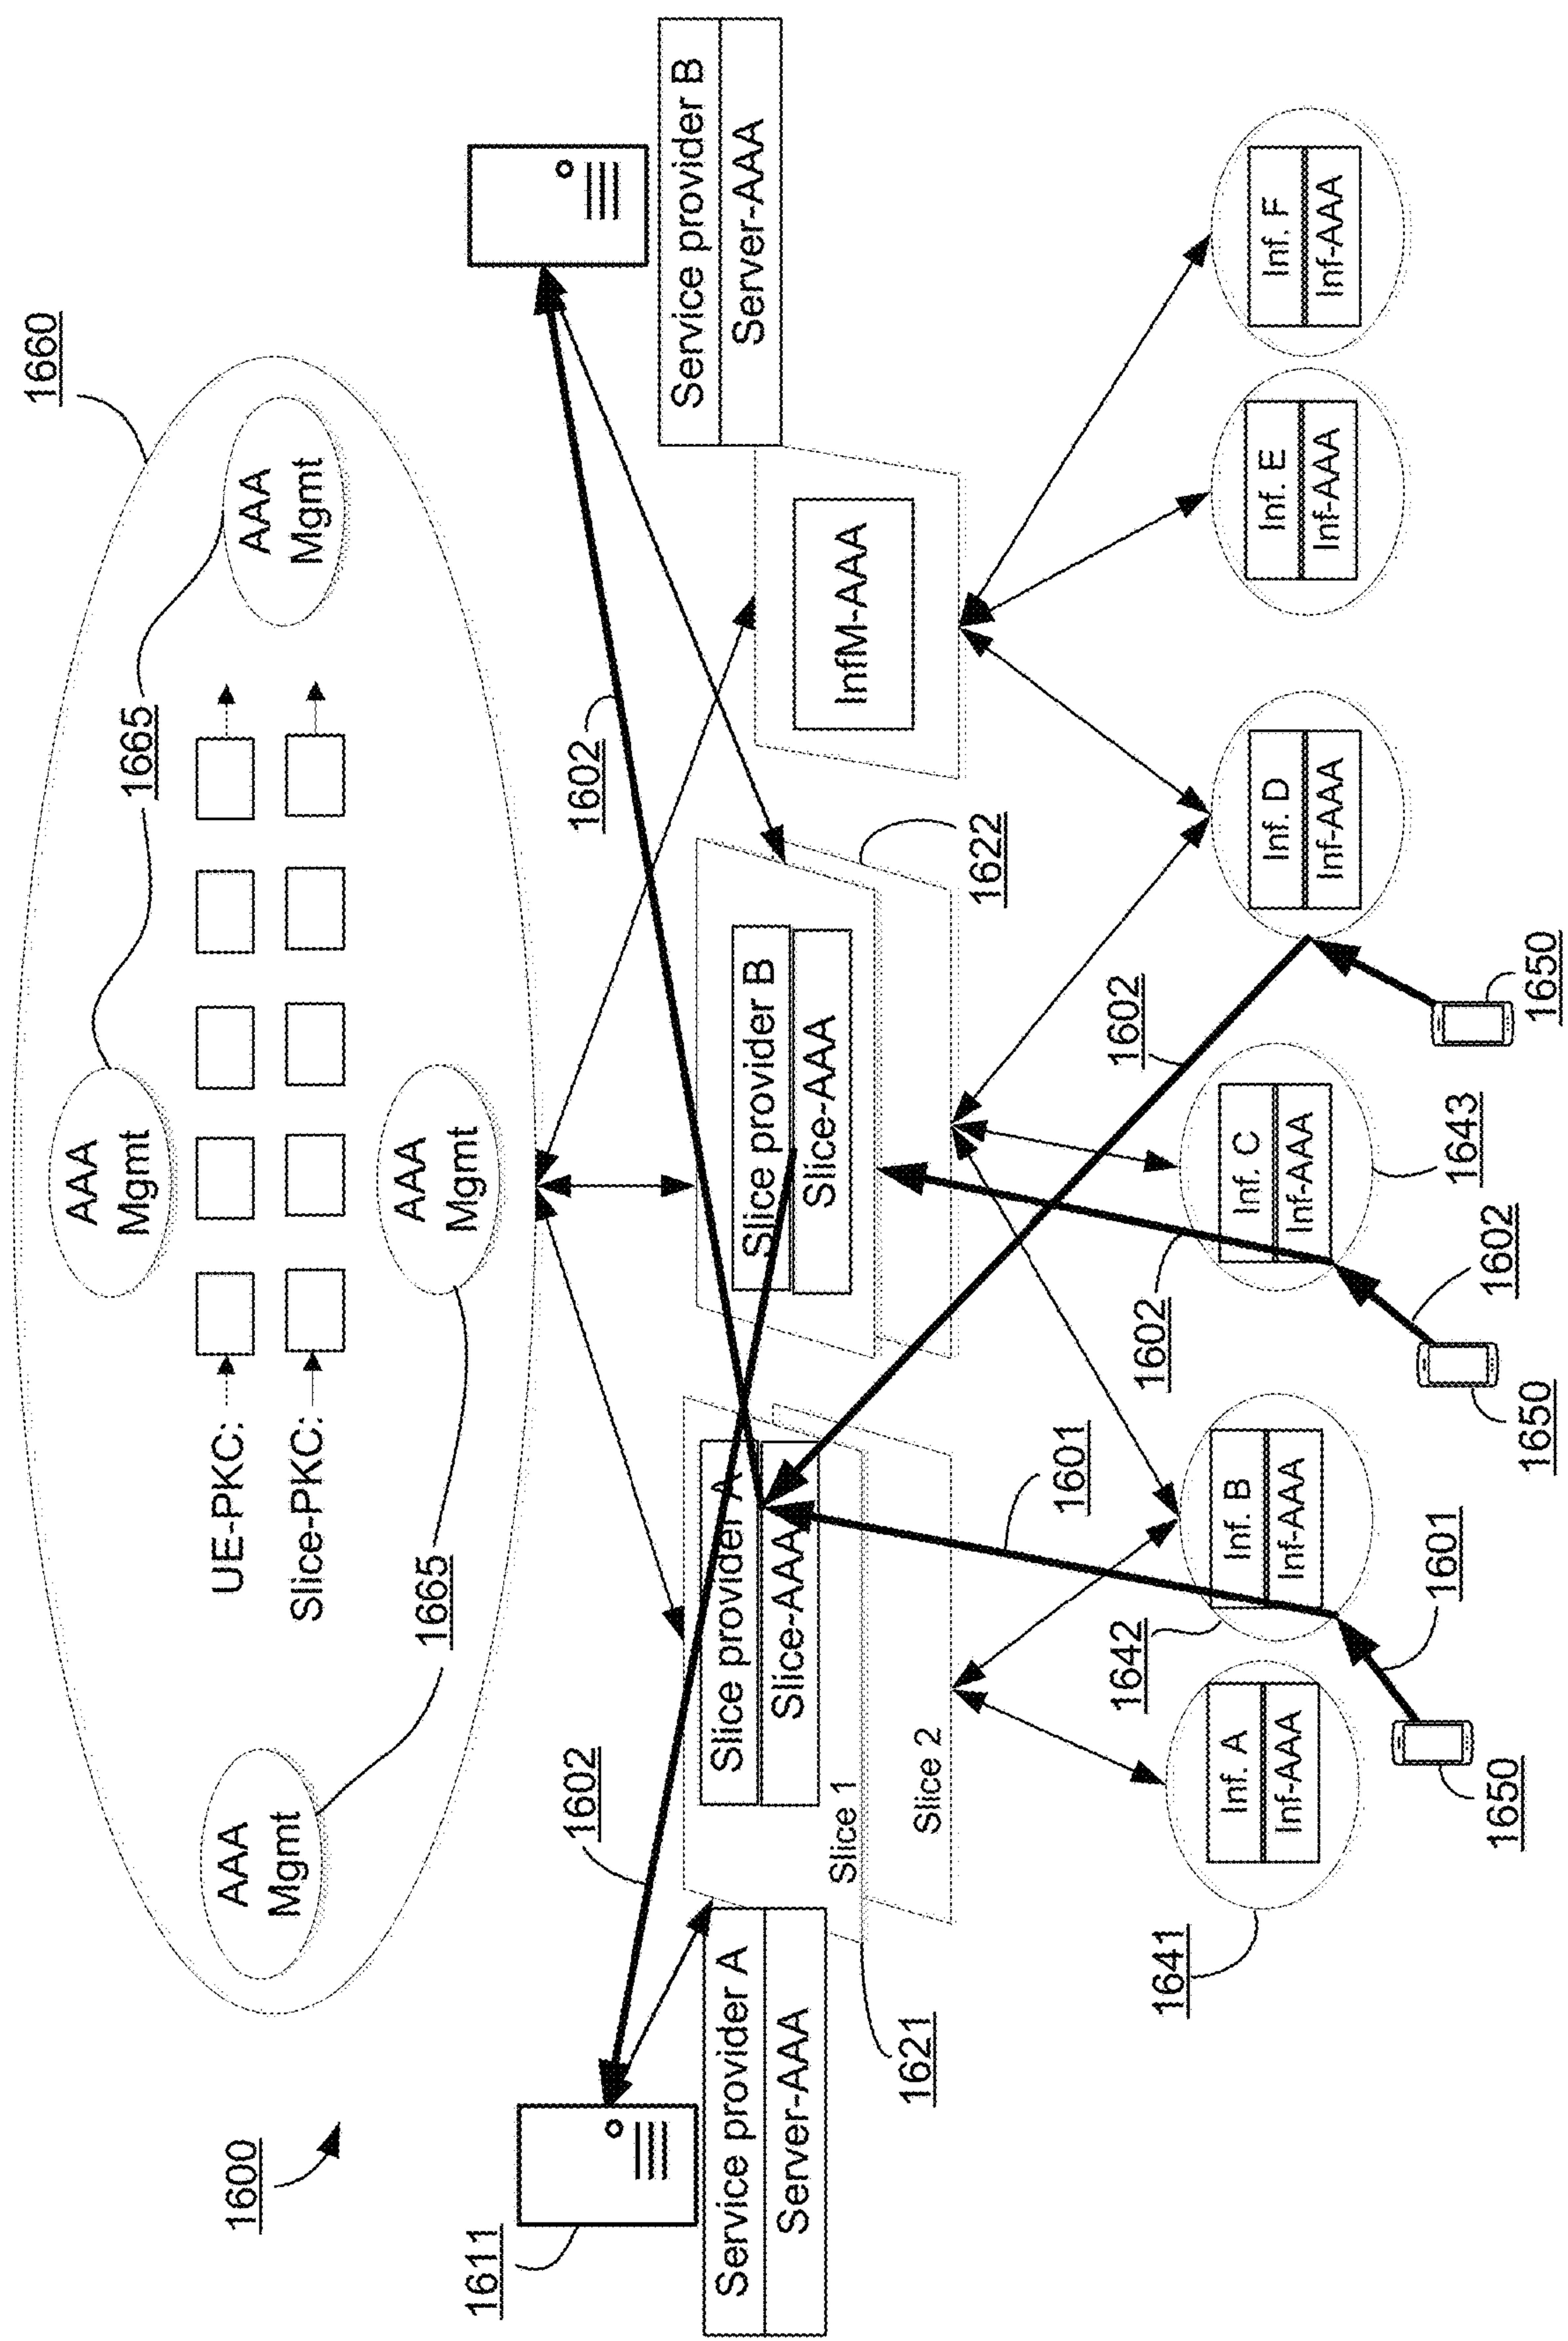 1600
1660
AAA
Mgmt
1665
AAA
Mgmt
1665
AAA
Mgmt
AAA
Mgmt
1665
UE-PKC:
Slice-PKC:
1611
Service provider A
Server-AAA
1602
1602
Service provider B
Server-AAA
Slice provider A
Slice-AAA
Slice 1
Slice 2
1621
Slice provider B
Slice-AAA
1622
InfM-AAA
1601
1602
1602
1641
Inf. A
Inf-AAA
1642
Inf. B
Inf-AAA
Inf. C
Inf-AAA
1643
Inf. D
Inf-AAA
Inf. E
Inf-AAA
Inf. F
Inf-AAA
1601
1602
1650
1650
1650